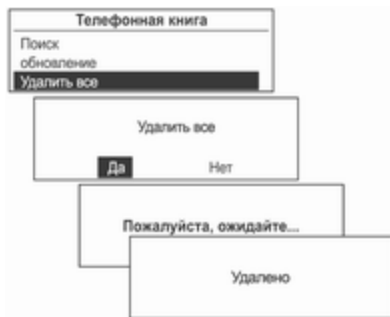 Телефонная книга
Поиск
обновление
Удалить все
Удалить все
Да Нет
Пожалуйста, ожидайте...
Удалено